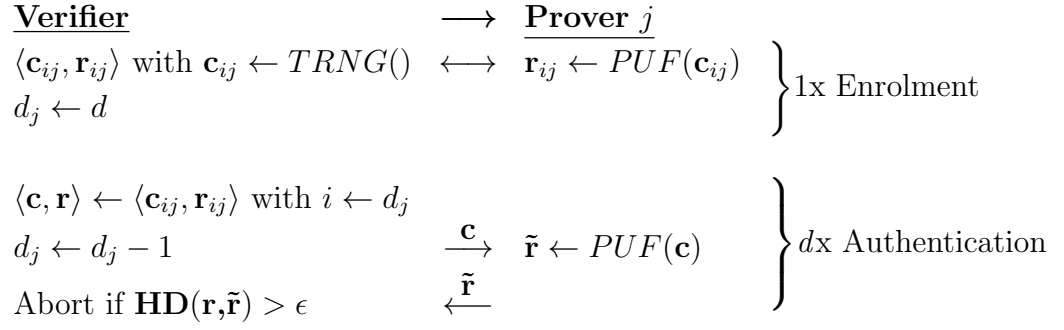 Verifier ⟶ Prover j
⟨c_ij, r_ij⟩ with c_ij ← TRNG() ⟷ r_ij ← PUF(c_ij)
d_j ← d
1x Enrolment
⟨c, r⟩ ← ⟨c_ij, r_ij⟩ with i ← d_j
d_j ← d_j − 1 c ⟶ r̃ ← PUF(c)
Abort if HD(r,r̃) > ϵ r̃ ⟵
dx Authentication